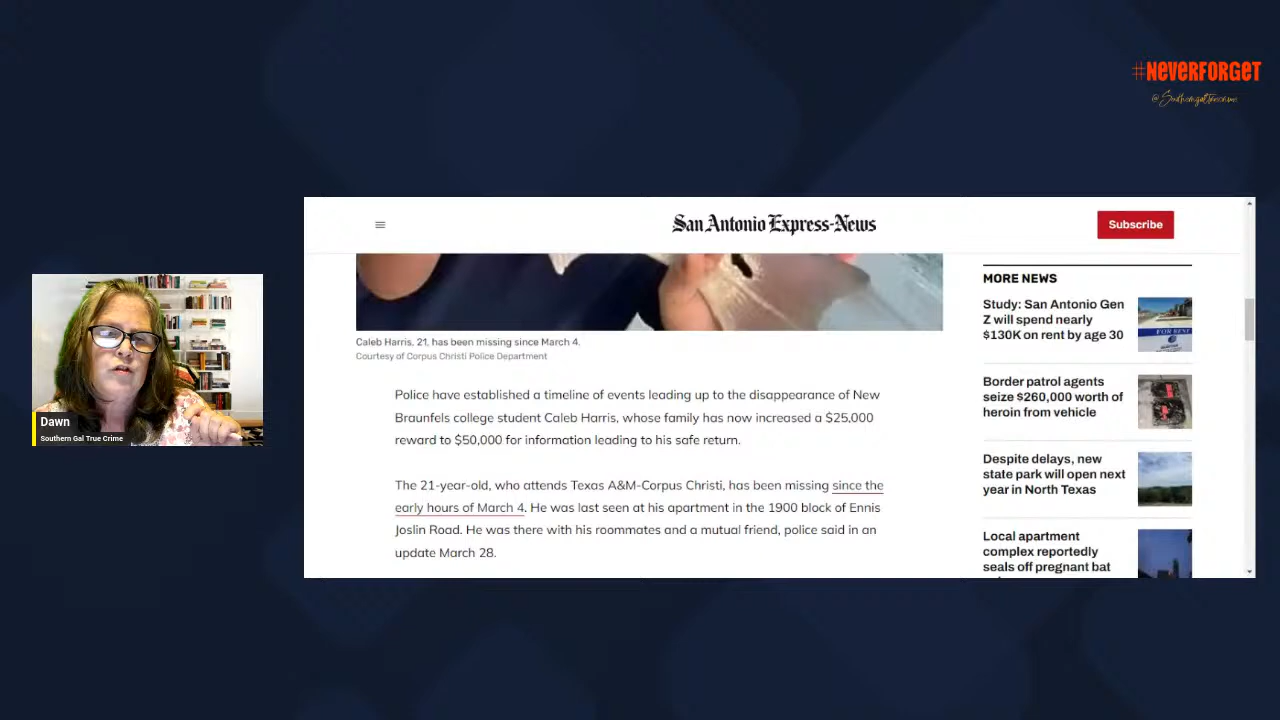 #NEVERFORGET
@Southerngaltruecrime
San Antonio Express-News
Subscribe
Caleb Harris, 21, has been missing since March 4.
Courtesy of Corpus Christi Police Department
Police have established a timeline of events leading up to the disappearance of New
Braunfels college student Caleb Harris, whose family has now increased a $25,000
reward to $50,000 for information leading to his safe return.
The 21-year-old, who attends Texas A&M-Corpus Christi, has been missing since the
early hours of March 4. He was last seen at his apartment in the 1900 block of Ennis
Joslin Road. He was there with his roommates and a mutual friend, police said in an
update March 28.
MORE NEWS
Study: San Antonio Gen
Z will spend nearly
$130K on rent by age 30
FOR RENT
Border patrol agents
seize $260,000 worth of
heroin from vehicle
Despite delays, new
state park will open next
year in North Texas
Local apartment
complex reportedly
seals off pregnant bat
Dawn
Southern Gal True Crime